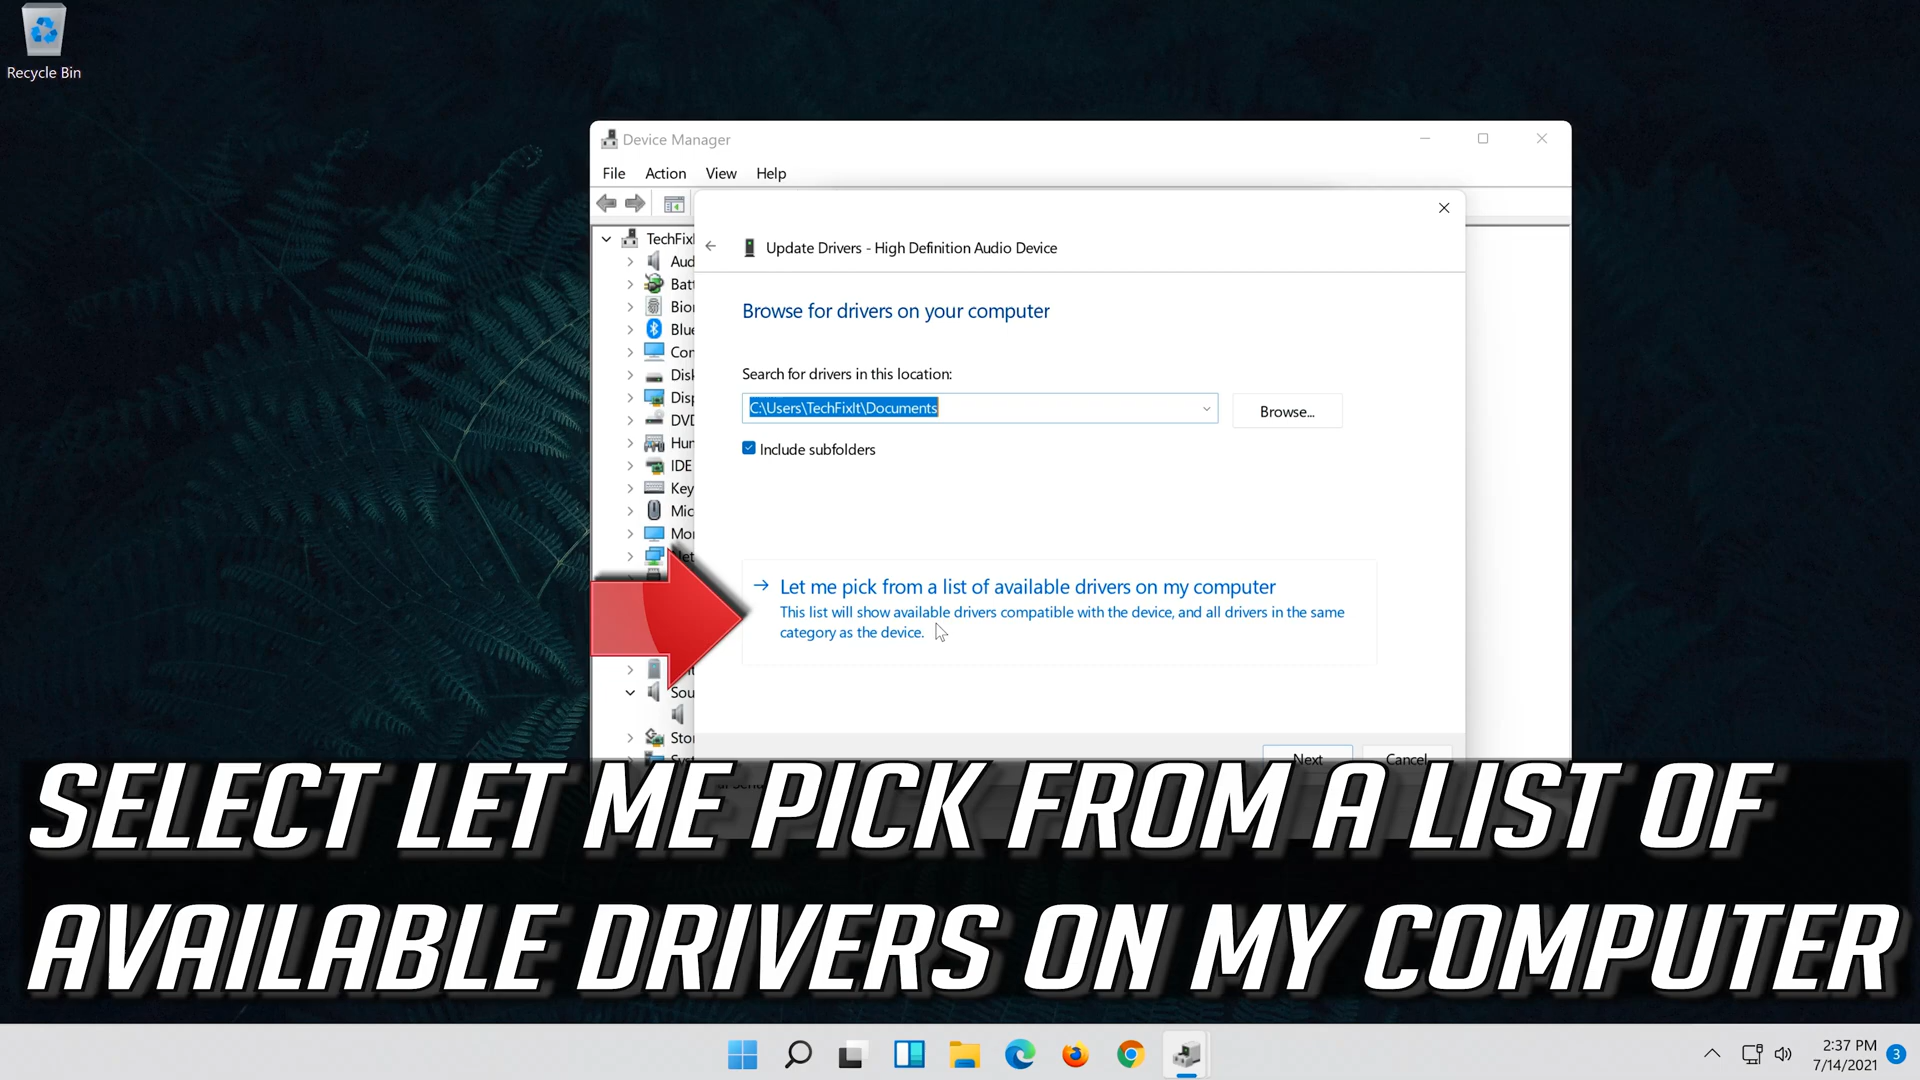 Recycle Bin
Device Manager
File Action View Help
TechFixI
Aud
Batt
Bior
Blue
Con
Disk
Disp
DVD
Hun
IDE
Key
Mic
Mor
Net
Sou
Stor
Update Drivers - High Definition Audio Device
Browse for drivers on your computer
Search for drivers in this location:
C:\Users\TechFixIt\Documents
Browse...
Include subfolders
Let me pick from a list of available drivers on my computer
This list will show available drivers compatible with the device, and all drivers in the same
category as the device.
Next Cancel
SELECT LET ME PICK FROM A LIST OF
AVAILABLE DRIVERS ON MY COMPUTER
2:37 PM
7/14/2021
3